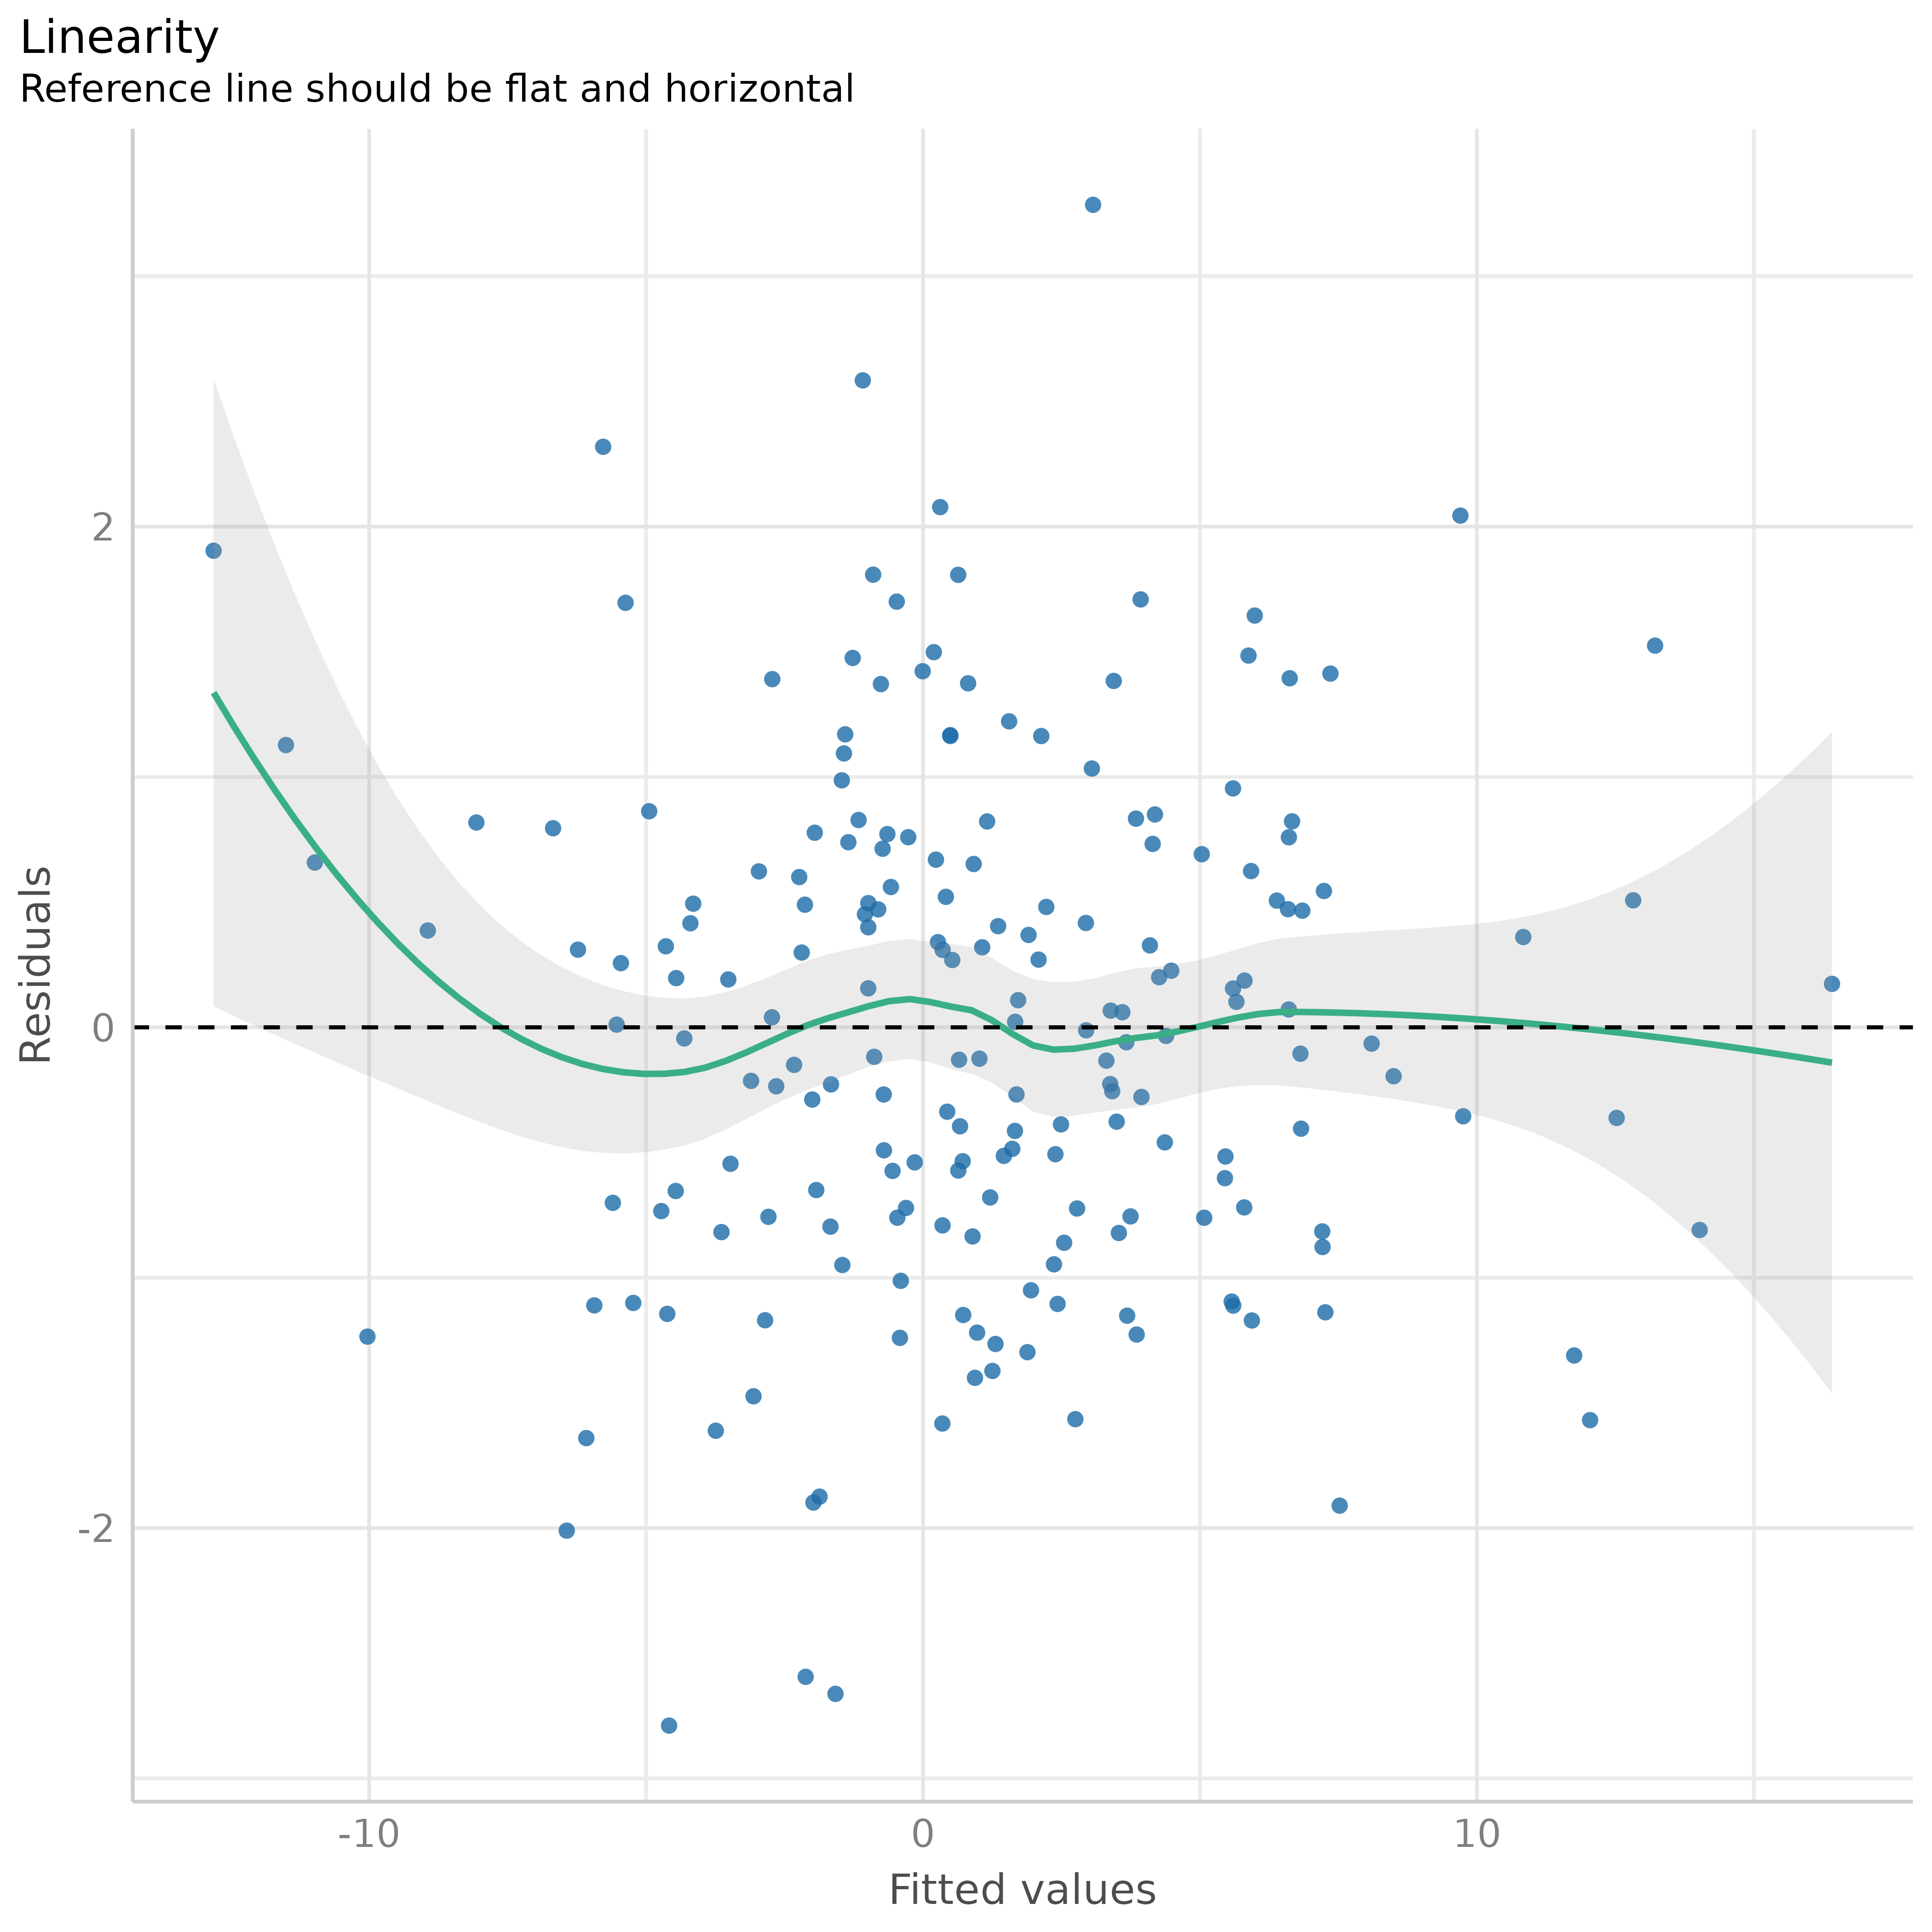 Linearity
Reference line should be flat and horizontal
Residuals
2
0
-2
-10
0
10
Fitted values